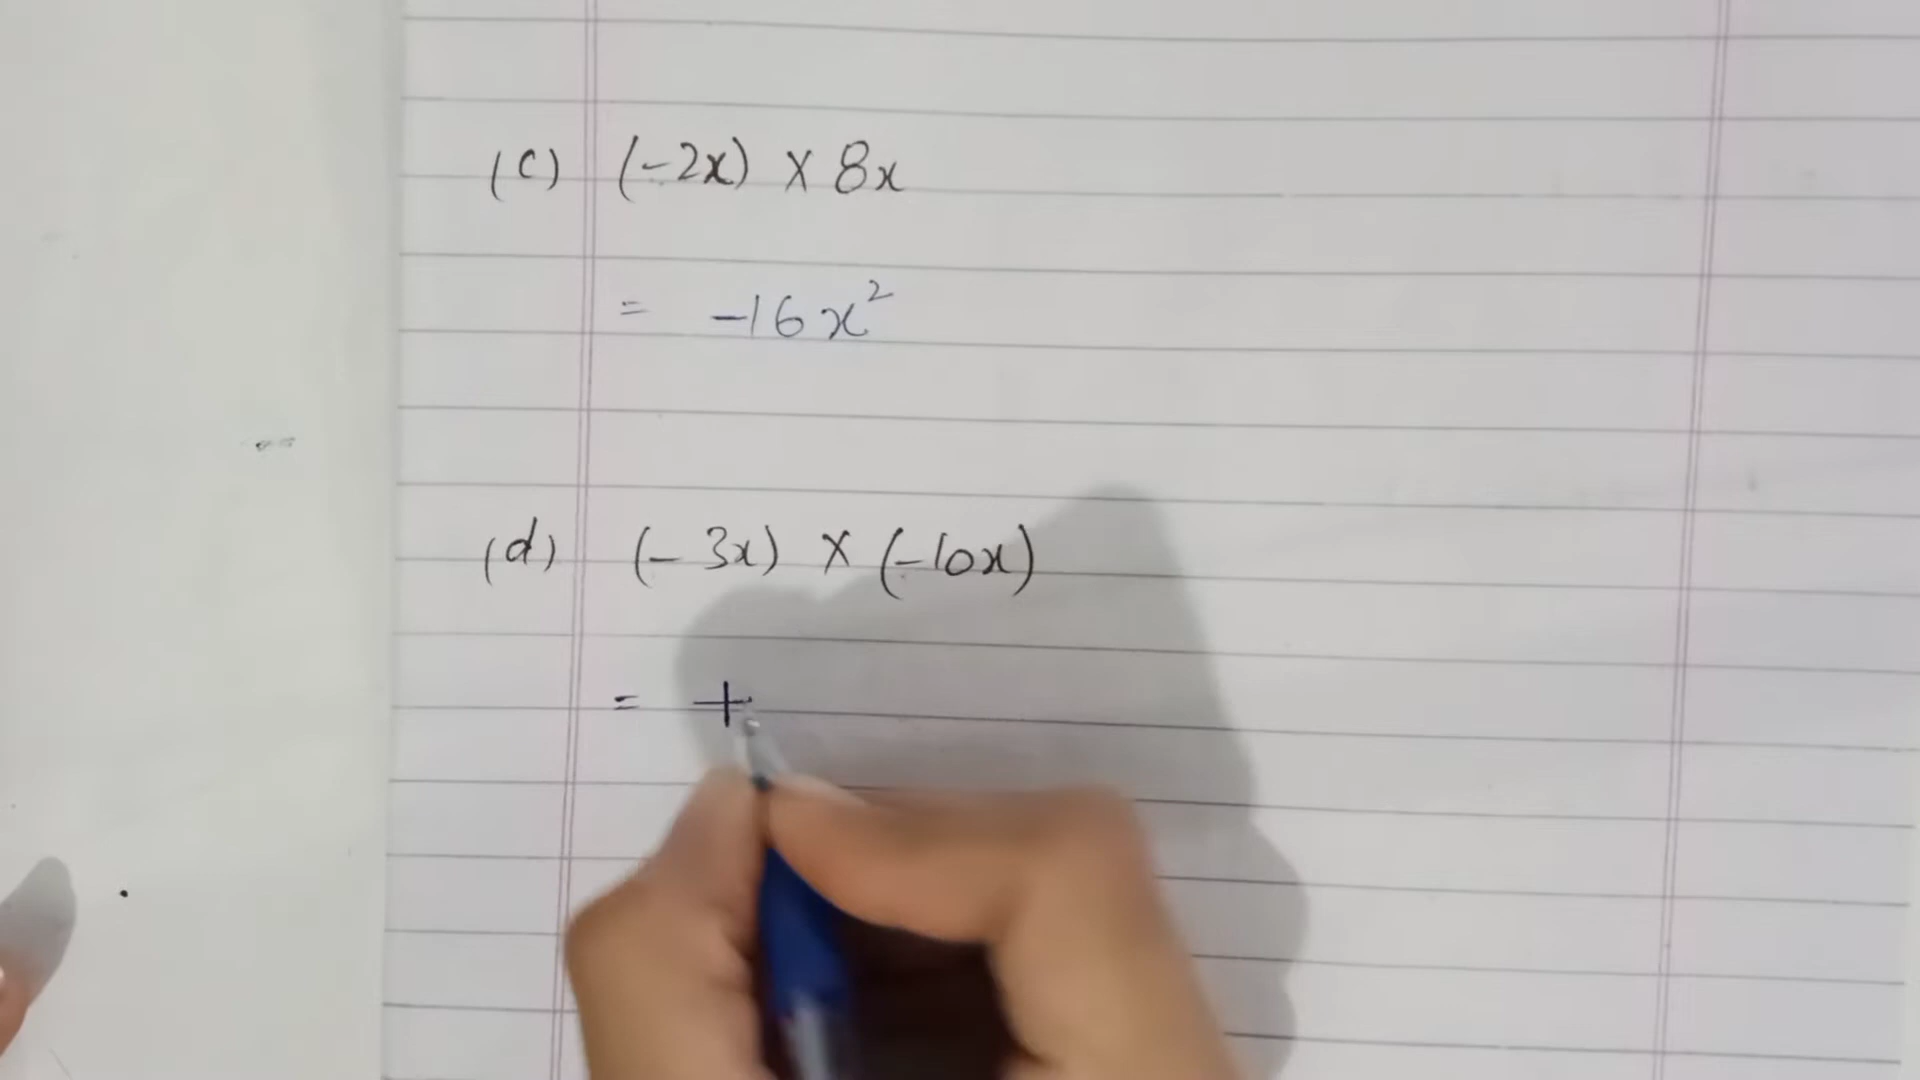 (c) (-2x) × 8x
= -16x²
(d) (-3x) × (-10x)
= +